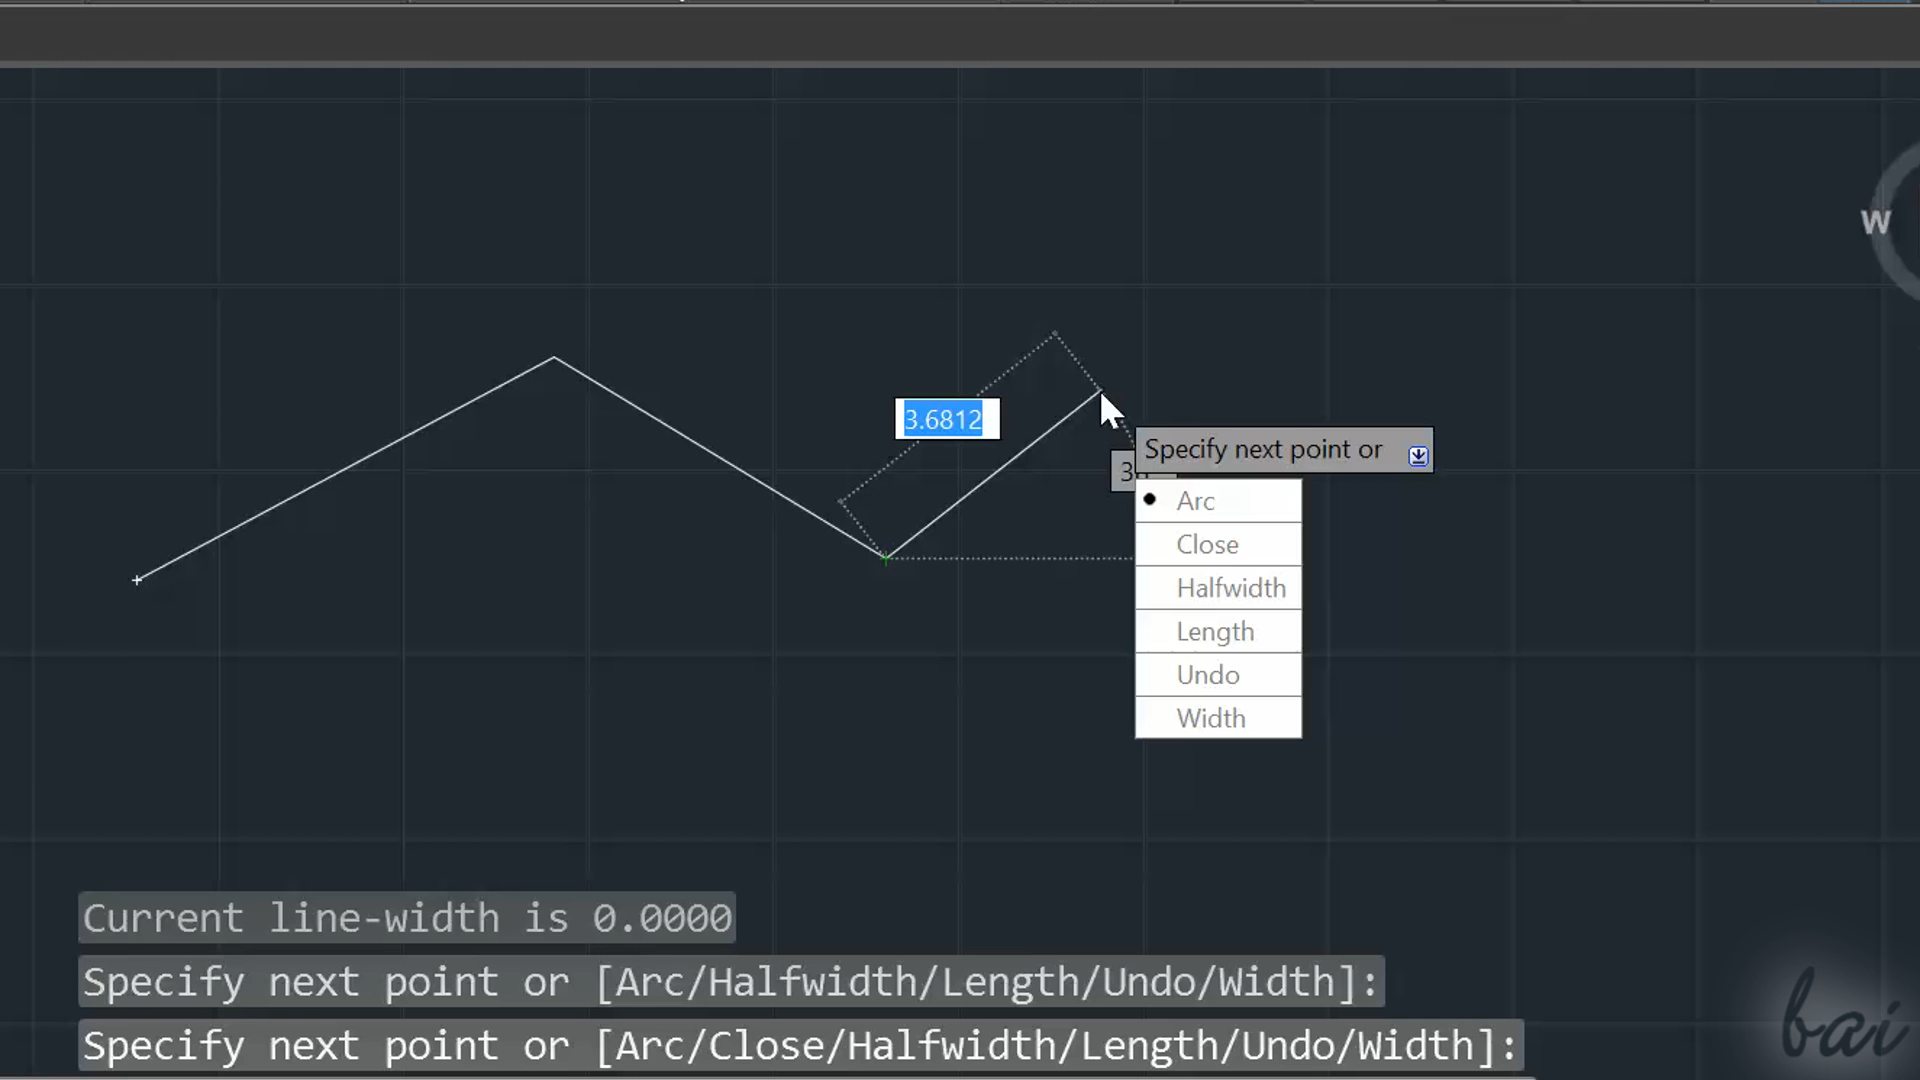 W
3.6812
Specify next point or
Arc
Close
Halfwidth
Length
Undo
Width
Current line-width is 0.0000
Specify next point or [Arc/Halfwidth/Length/Undo/Width]:
Specify next point or [Arc/Close/Halfwidth/Length/Undo/Width]:
bai